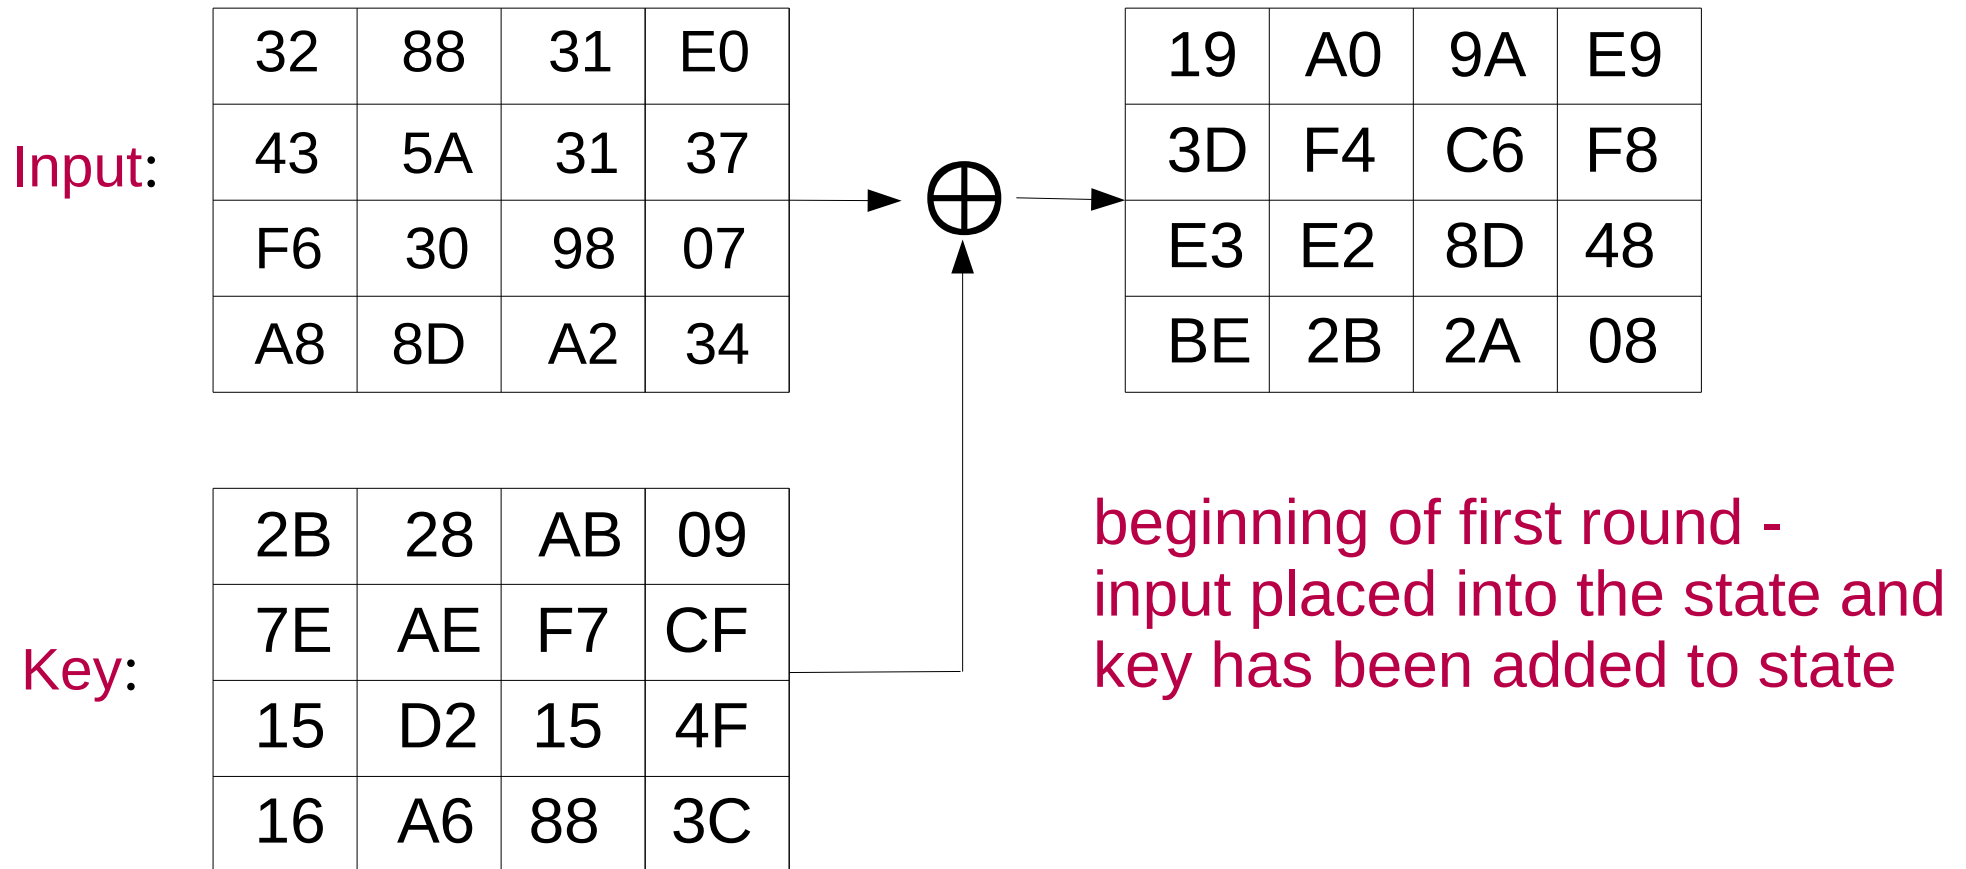 Input:
32 88 31 E0
43 5A 31 37
F6 30 98 07
A8 8D A2 34
19 A0 9A E9
3D F4 C6 F8
E3 E2 8D 48
BE 2B 2A 08
Key:
2B 28 AB 09
7E AE F7 CF
15 D2 15 4F
16 A6 88 3C
beginning of first round -
input placed into the state and
key has been added to state